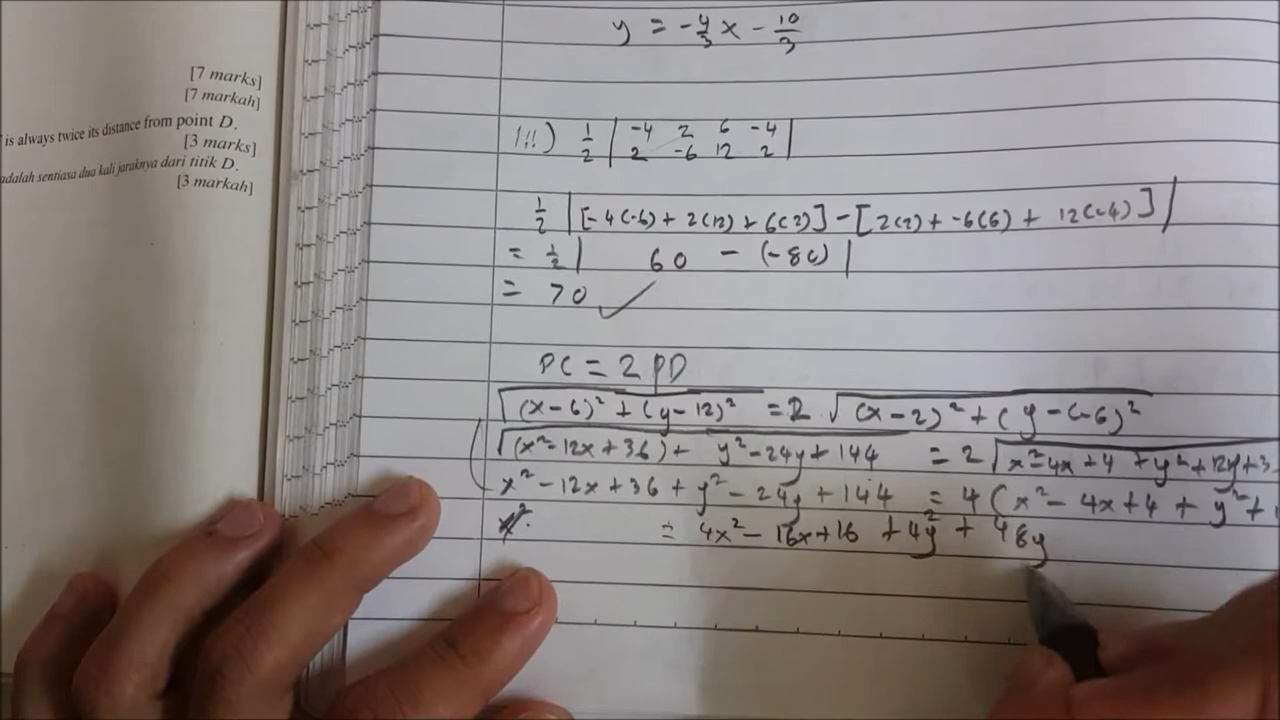 [7 marks]
[7 markah]
is always twice its distance from point D.
[3 marks]
adalah sentiasa dua kali jaraknya dari titik D.
[3 markah]
y = -4/3 x - 10/3
iii) 1/2 | -4 2 6 -4 |
2 -6 12 2
1/2 | [-4(-6) + 2(12) + 6(2)] - [2(2) + -6(6) + 12(-4)] |
= 1/2 | 60 - (-80) |
= 70 ✓
PC = 2 PD
√(x-6)² + (y-12)² = 2 √(x-2)² + (y-(-6)²
√(x²-12x+36) + y²-24y+144 = 2√x²-4x+4 + y²+12y+3
x² - 12x + 36 + y² - 24y + 144 = 4 (x² - 4x + 4 + y² +
= 4x² - 16x + 16 + 4y² + 48y